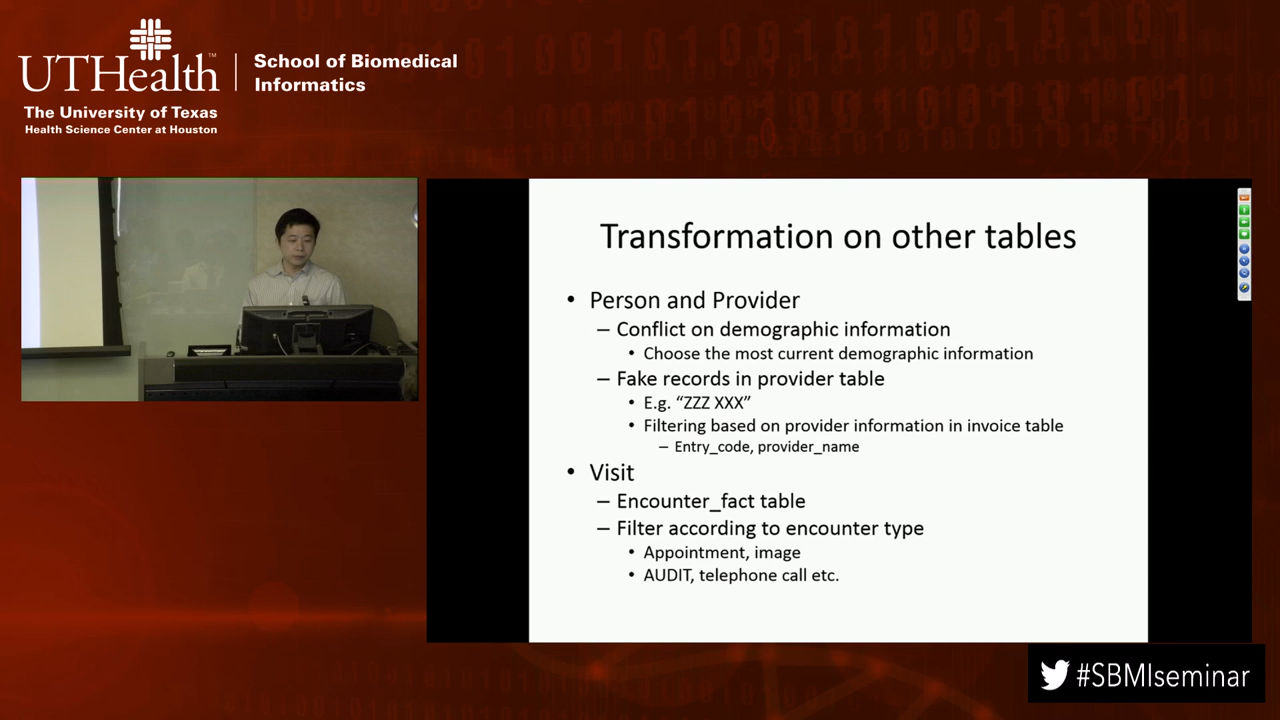 UTHealth™
The University of Texas
Health Science Center at Houston
School of Biomedical
Informatics
Transformation on other tables
• Person and Provider
– Conflict on demographic information
• Choose the most current demographic information
– Fake records in provider table
• E.g. “ZZZ XXX”
• Filtering based on provider information in invoice table
– Entry_code, provider_name
• Visit
– Encounter_fact table
– Filter according to encounter type
• Appointment, image
• AUDIT, telephone call etc.
#SBMIseminar